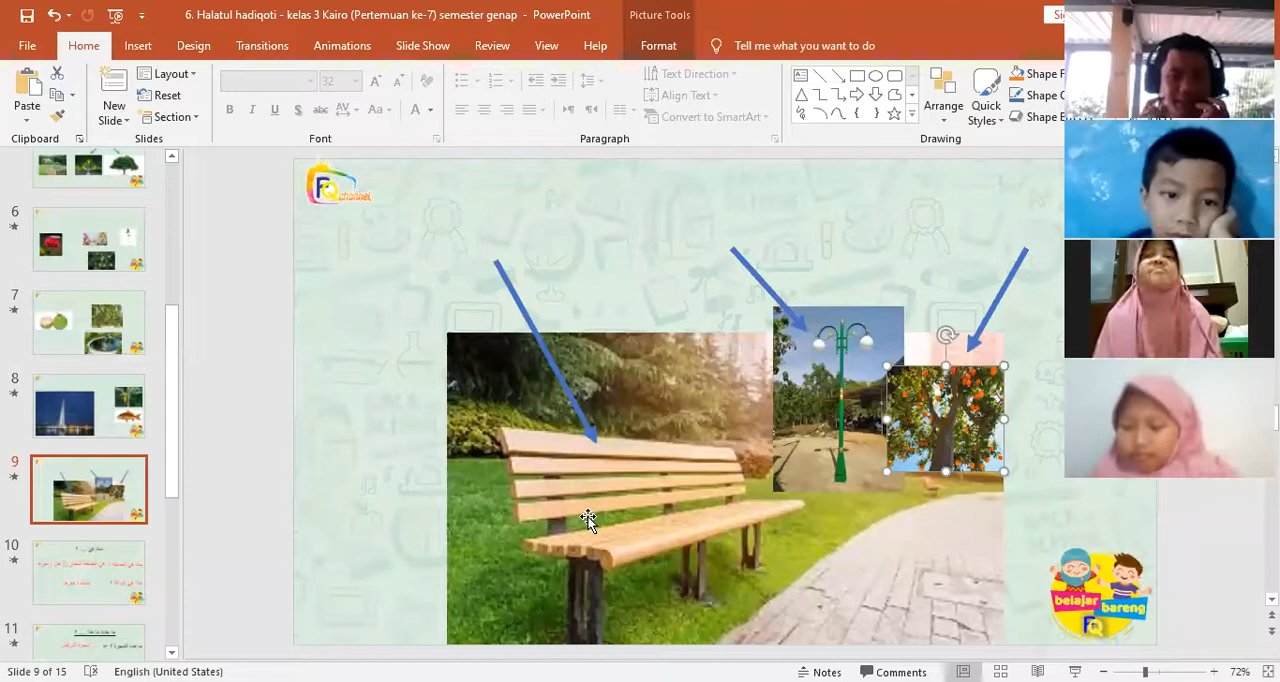 6. Halatul hadiqoti - kelas 3 Kairo (Pertemuan ke-7) semester genap - PowerPoint
Picture Tools
File Home Insert Design Transitions Animations Slide Show Review View Help Format Tell me what you want to do
Paste
New Slide
Layout
Reset
Section
32
B I U S abc AV Aa A
Text Direction
Align Text
Convert to SmartArt
Arrange
Quick Styles
Shape F
Shape
Shape E
Clipboard Slides Font Paragraph Drawing
FQ channel
6
7
8
9
10
11
belajar
bareng
FQ
Slide 9 of 15 English (United States) Notes Comments 72%